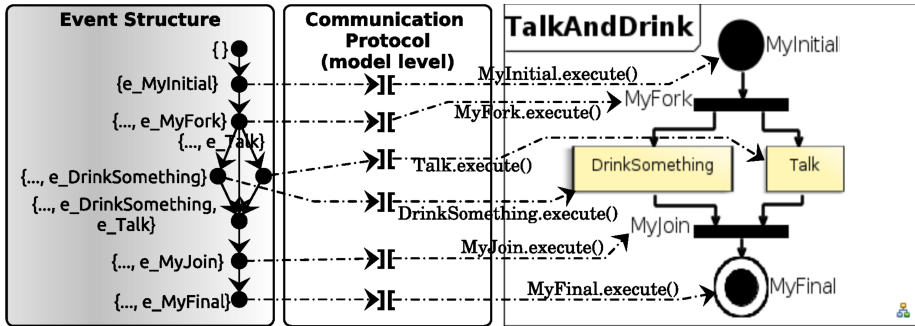 Event Structure
{ }
{e_MyInitial}
{..., e_MyFork}
{..., e_Talk}
{..., e_DrinkSomething}
{..., e_DrinkSomething,
e_Talk}
{..., e_MyJoin}
{..., e_MyFinal}
Communication
Protocol
(model level)
][
][
][
][
][
][
MyInitial.execute()
MyFork.execute()
Talk.execute()
DrinkSomething.execute()
MyJoin.execute()
MyFinal.execute()
TalkAndDrink
MyInitial
MyFork
DrinkSomething
Talk
MyJoin
MyFinal